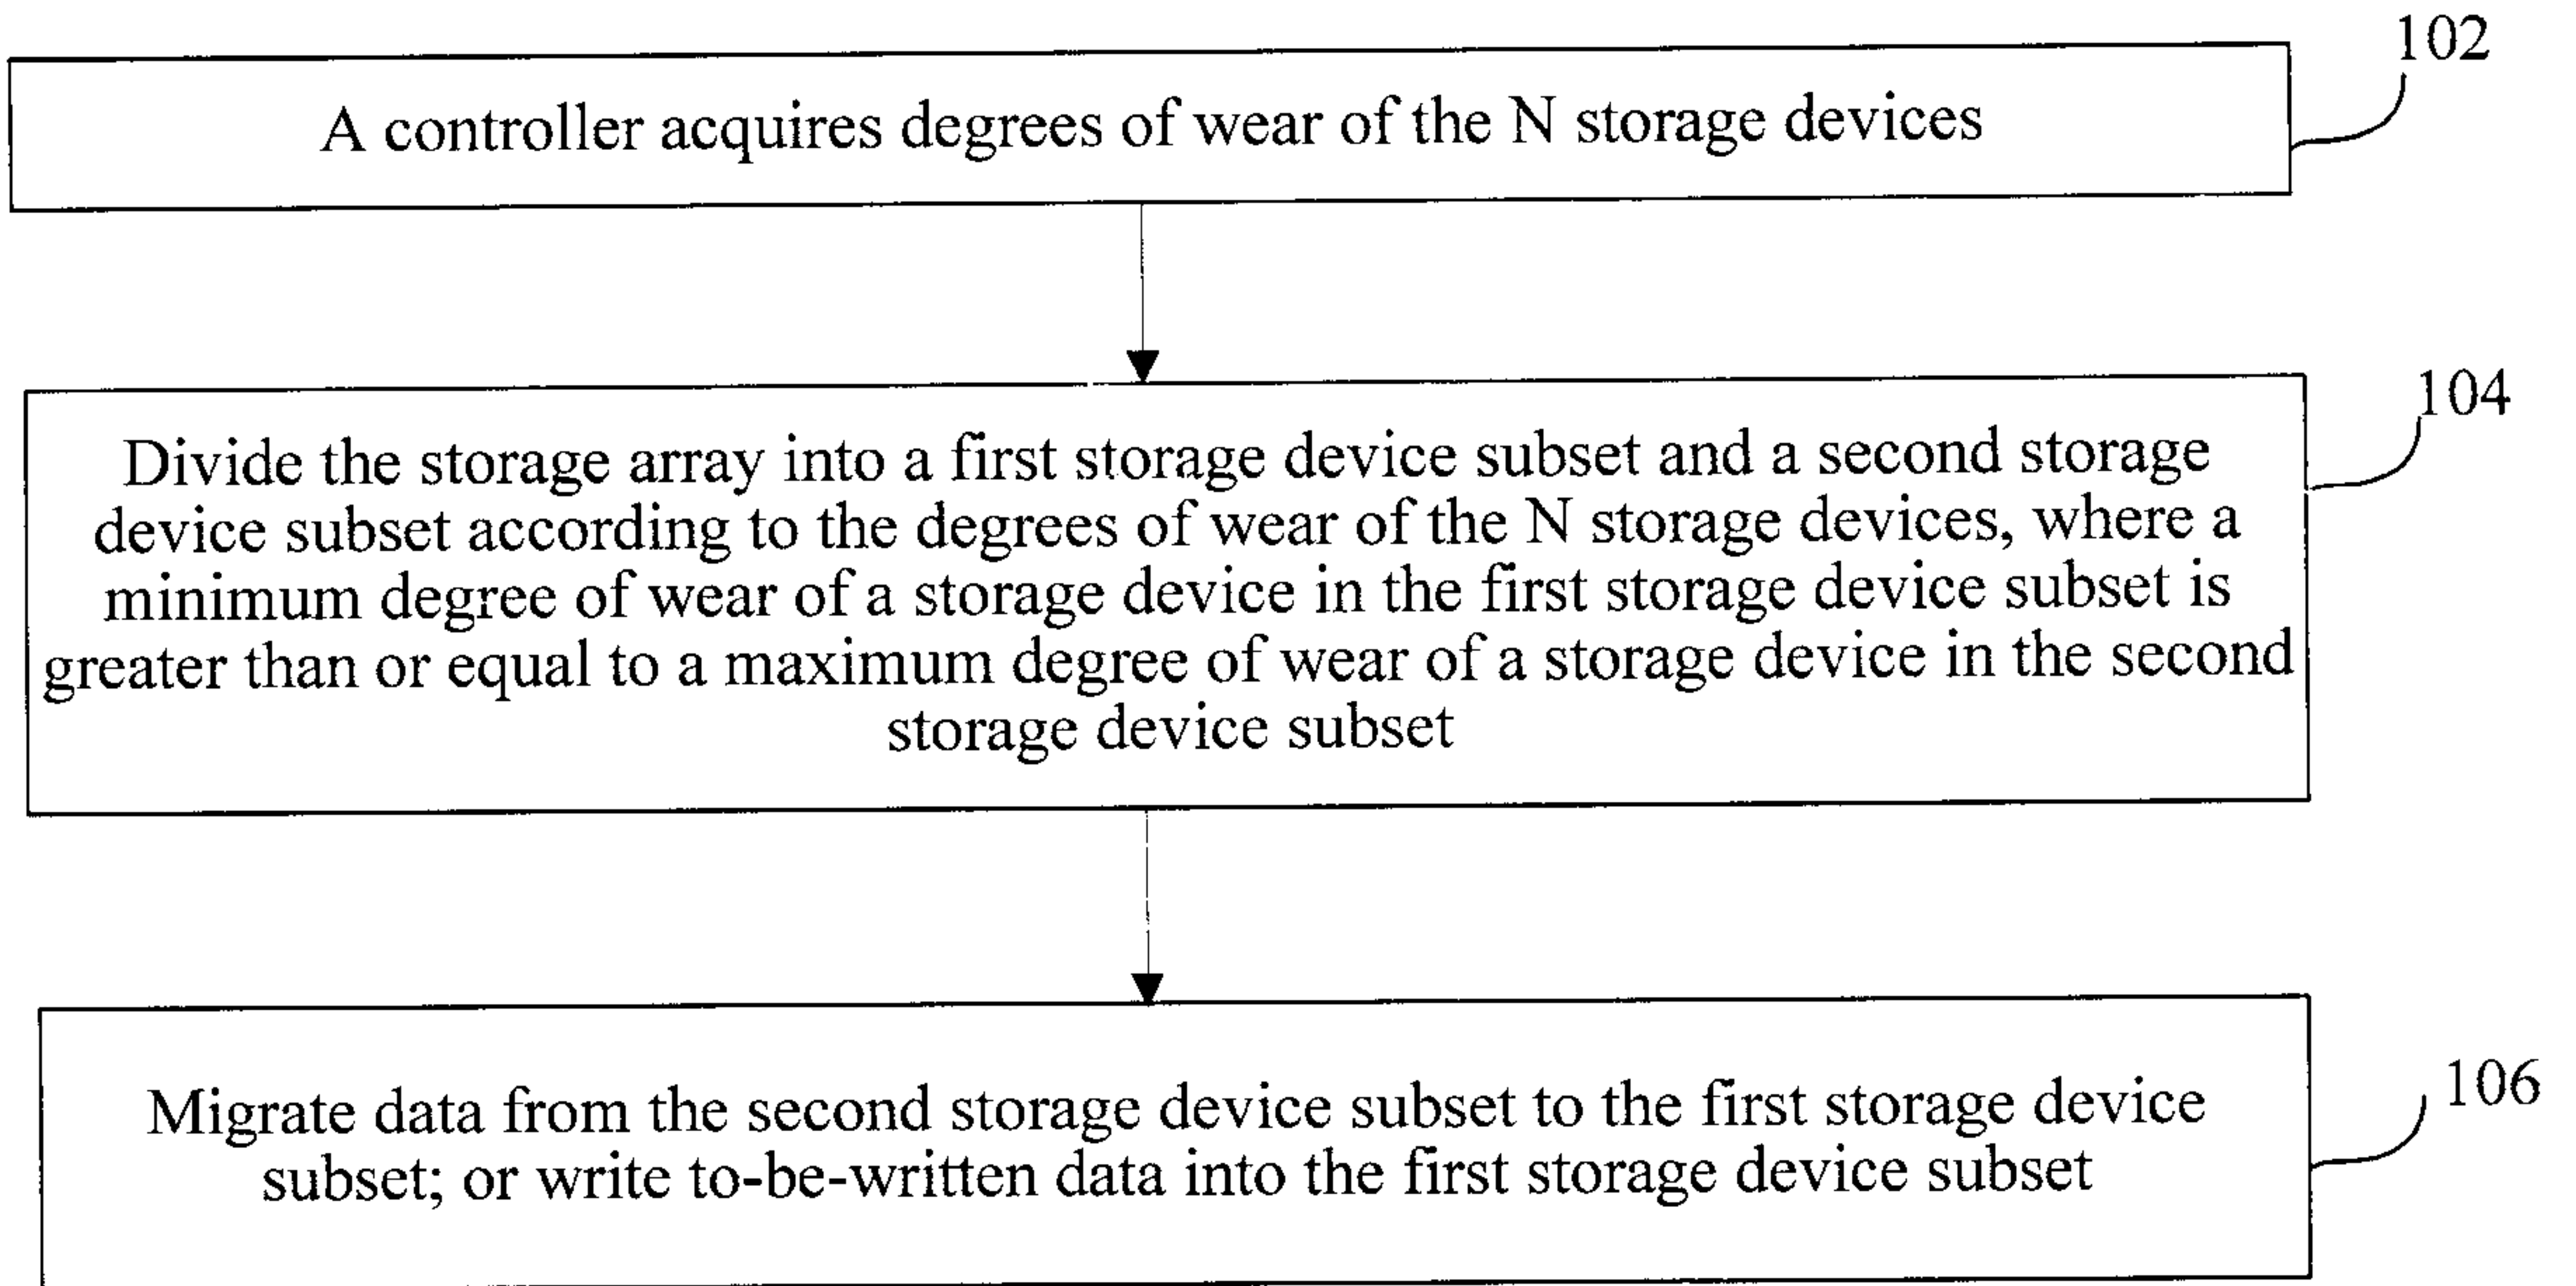 102
A controller acquires degrees of wear of the N storage devices
104
Divide the storage array into a first storage device subset and a second storage
device subset according to the degrees of wear of the N storage devices, where a
minimum degree of wear of a storage device in the first storage device subset is
greater than or equal to a maximum degree of wear of a storage device in the second
storage device subset
106
Migrate data from the second storage device subset to the first storage device
subset; or write to-be-written data into the first storage device subset